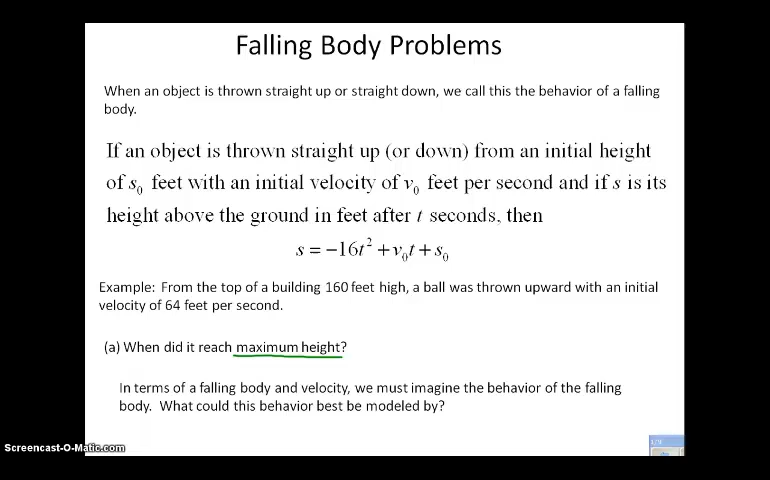 Falling Body Problems
When an object is thrown straight up or straight down, we call this the behavior of a falling
body.
If an object is thrown straight up (or down) from an initial height
of s₀ feet with an initial velocity of v₀ feet per second and if s is its
height above the ground in feet after t seconds, then
s = −16t² + v₀t + s₀
Example: From the top of a building 160 feet high, a ball was thrown upward with an initial
velocity of 64 feet per second.
(a) When did it reach maximum height?
In terms of a falling body and velocity, we must imagine the behavior of the falling
body. What could this behavior best be modeled by?
Screencast-O-Matic.com